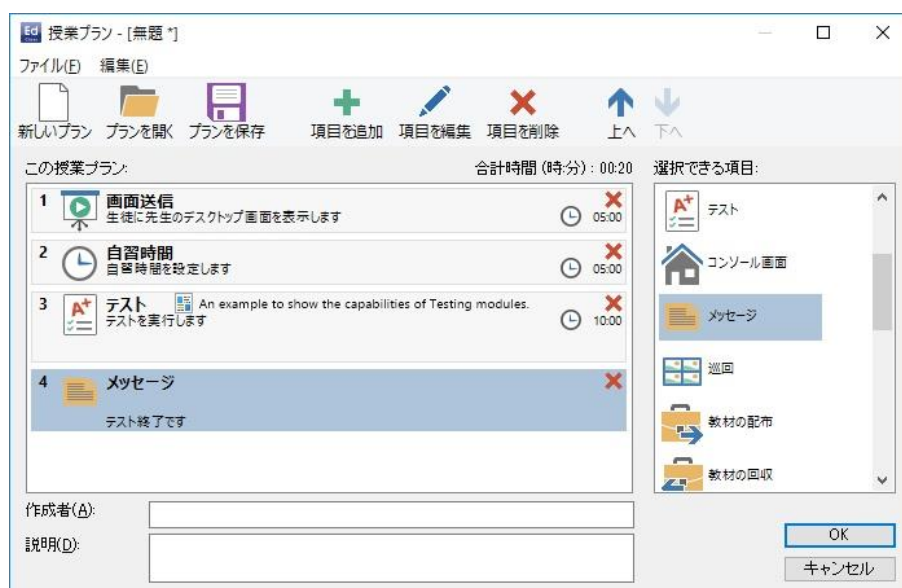 Ed 授業プラン - [無題 *]
ファイル(F) 編集(E)
新しいプラン プランを開く プランを保存 項目を追加 項目を編集 項目を削除 上へ 下へ
この授業プラン: 合計時間 (時:分) : 00:20 選択できる項目:
1 画面送信
生徒に先生のデスクトップ画面を表示します 05:00
2 自習時間
自習時間を設定します 05:00
3 テスト An example to show the capabilities of Testing modules.
テストを実行します 10:00
4 メッセージ
テスト終了です
A+ テスト
コンソール画面
メッセージ
巡回
教材の配布
教材の回収
作成者(A):
説明(D):
OK
キャンセル